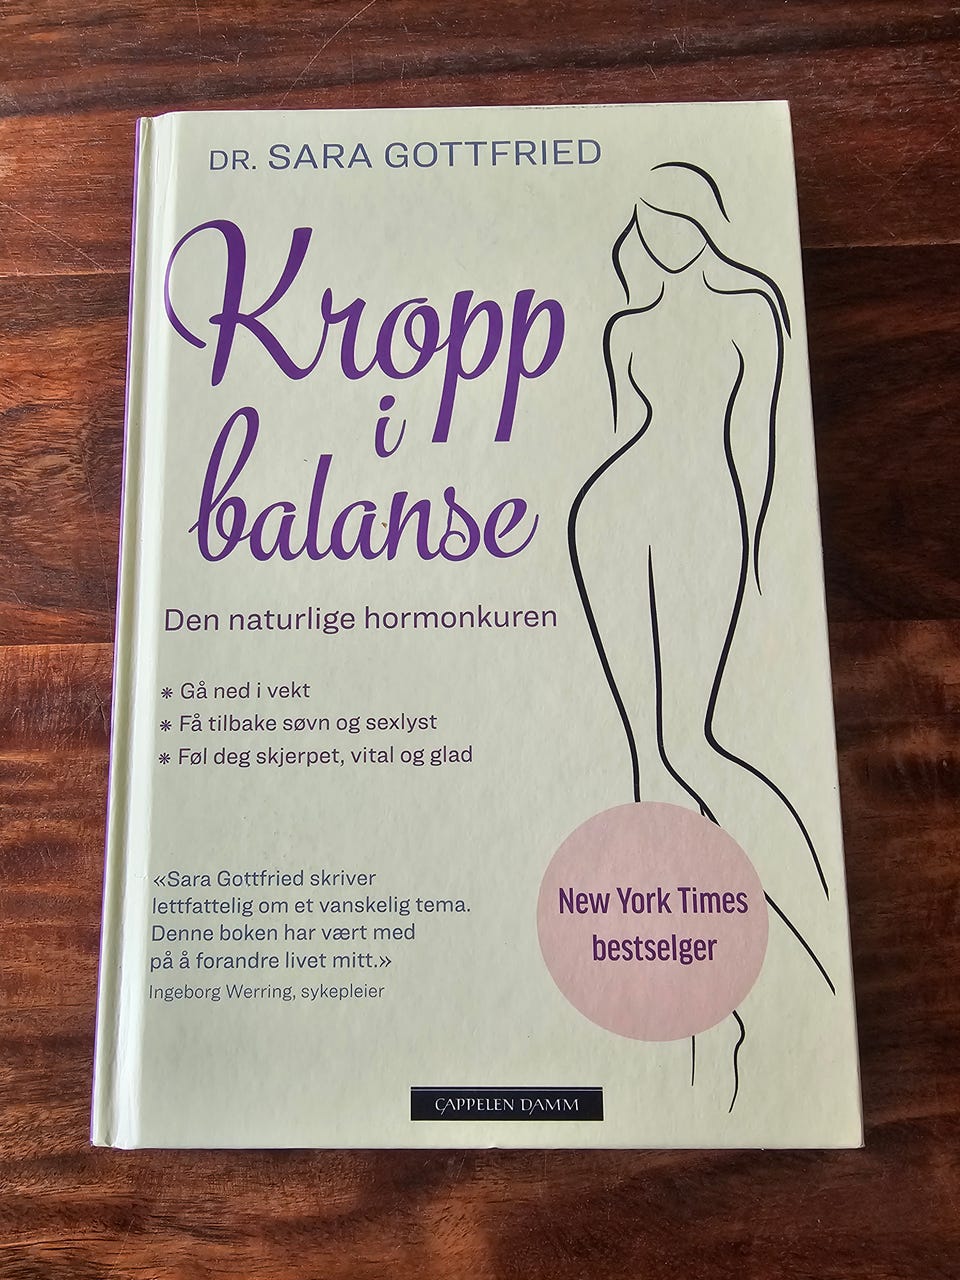 DR. SARA GOTTFRIED
Kropp
i
balanse
Den naturlige hormonkuren
* Gå ned i vekt
* Få tilbake søvn og sexlyst
* Føl deg skjerpet, vital og glad
«Sara Gottfried skriver
lettfattelig om et vanskelig tema.
Denne boken har vært med
på å forandre livet mitt.»
Ingeborg Werring, sykepleier
New York Times
bestselger
CAPPELEN DAMM